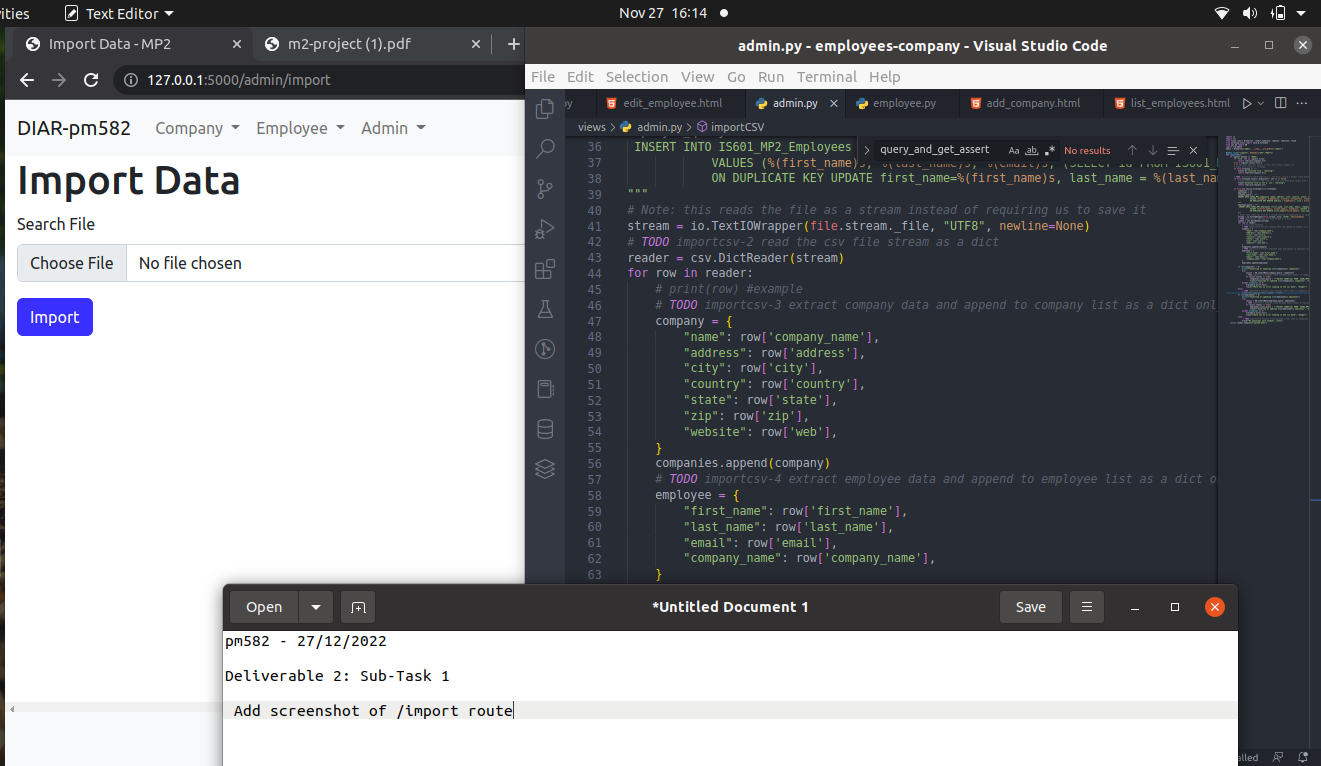 ities Text Editor Nov 27 16:14
Import Data - MP2 m2-project (1).pdf
127.0.0.1:5000/admin/import
DIAR-pm582 Company Employee Admin
Import Data
Search File
Choose File No file chosen
Import
admin.py - employees-company - Visual Studio Code
File Edit Selection View Go Run Terminal Help
py edit_employee.html admin.py employee.py add_company.html list_employees.html
views > admin.py > importCSV
query_and_get_assert Aa ab .* No results
36 INSERT INTO IS601_MP2_Employees
37 VALUES (%(first_name)s, %(last_name)s, %(email)s, (SELECT id FROM IS601_
38 ON DUPLICATE KEY UPDATE first_name=%(first_name)s, last_name = %(last_na
39 """
40 # Note: this reads the file as a stream instead of requiring us to save it
41 stream = io.TextIOWrapper(file.stream._file, "UTF8", newline=None)
42 # TODO importcsv-2 read the csv file stream as a dict
43 reader = csv.DictReader(stream)
44 for row in reader:
45 # print(row) #example
46 # TODO importcsv-3 extract company data and append to company list as a dict onl
47 company = {
48 "name": row['company_name'],
49 "address": row['address'],
50 "city": row['city'],
51 "country": row['country'],
52 "state": row['state'],
53 "zip": row['zip'],
54 "website": row['web'],
55 }
56 companies.append(company)
57 # TODO importcsv-4 extract employee data and append to employee list as a dict o
58 employee = {
59 "first_name": row['first_name'],
60 "last_name": row['last_name'],
61 "email": row['email'],
62 "company_name": row['company_name'],
63 }
Open *Untitled Document 1 Save
pm582 - 27/12/2022
Deliverable 2: Sub-Task 1
Add screenshot of /import route
alled